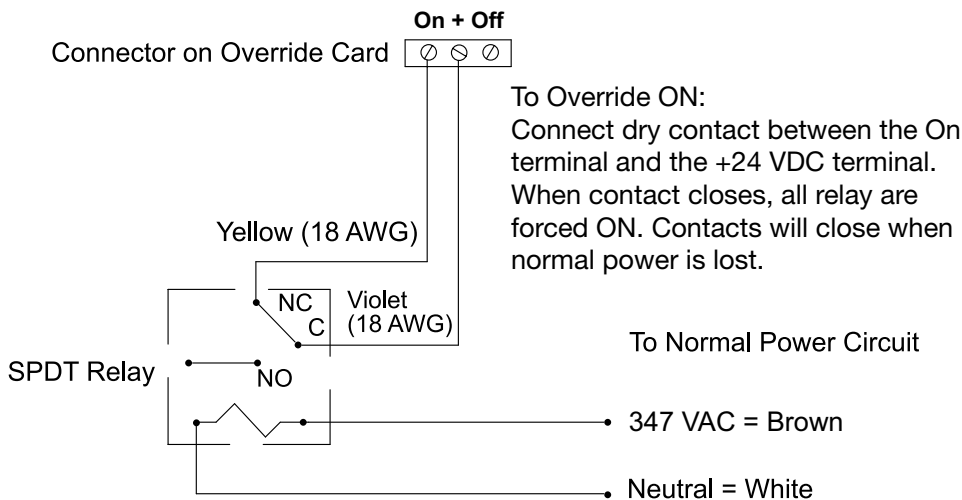 On + Off
Connector on Override Card
To Override ON:
Connect dry contact between the On
terminal and the +24 VDC terminal.
When contact closes, all relay are
forced ON. Contacts will close when
normal power is lost.
Yellow (18 AWG)
NC
C
Violet
(18 AWG)
To Normal Power Circuit
SPDT Relay
NO
347 VAC = Brown
Neutral = White